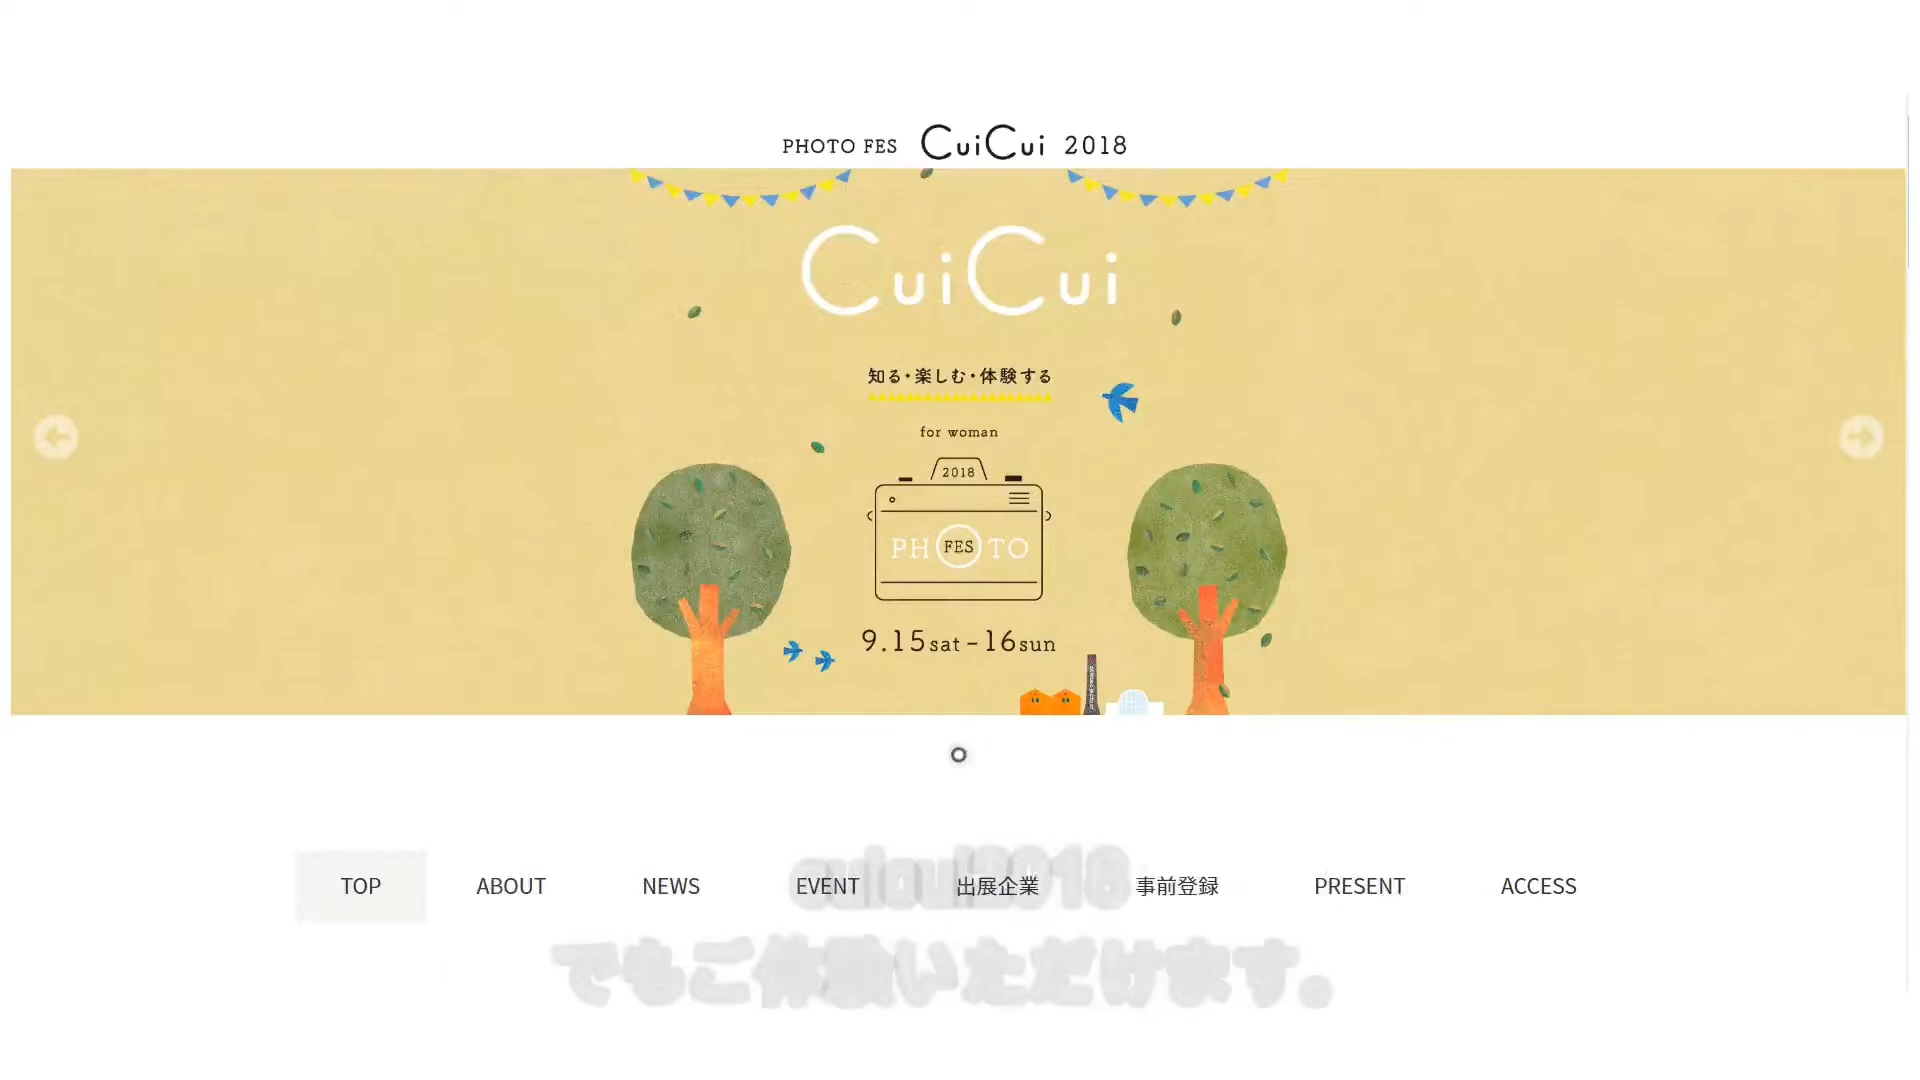 PHOTO FES CuiCui 2018
CuiCui
知る・楽しむ・体験する
for woman
2018
PHOTO
FES
9.15sat-16sun
TOP ABOUT NEWS EVENT 出展企業 事前登録 PRESENT ACCESS
cuicui2018
でもご体験いただけます。